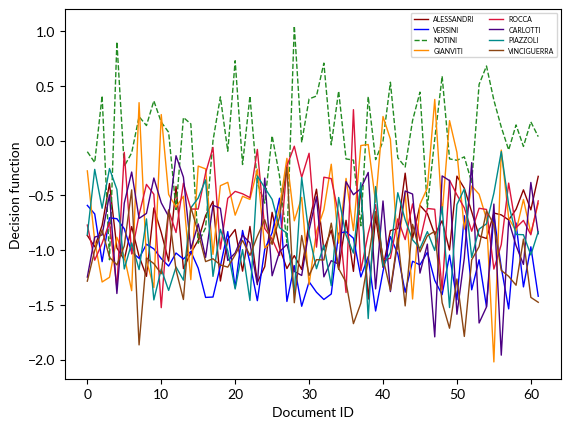 ALESSANDRI
VERSINI
NOTINI
GIANVITI
ROCCA
CARLOTTI
PIAZZOLI
VINCIGUERRA
1.0
0.5
0.0
−0.5
−1.0
−1.5
−2.0
Decision function
0 10 20 30 40 50 60
Document ID